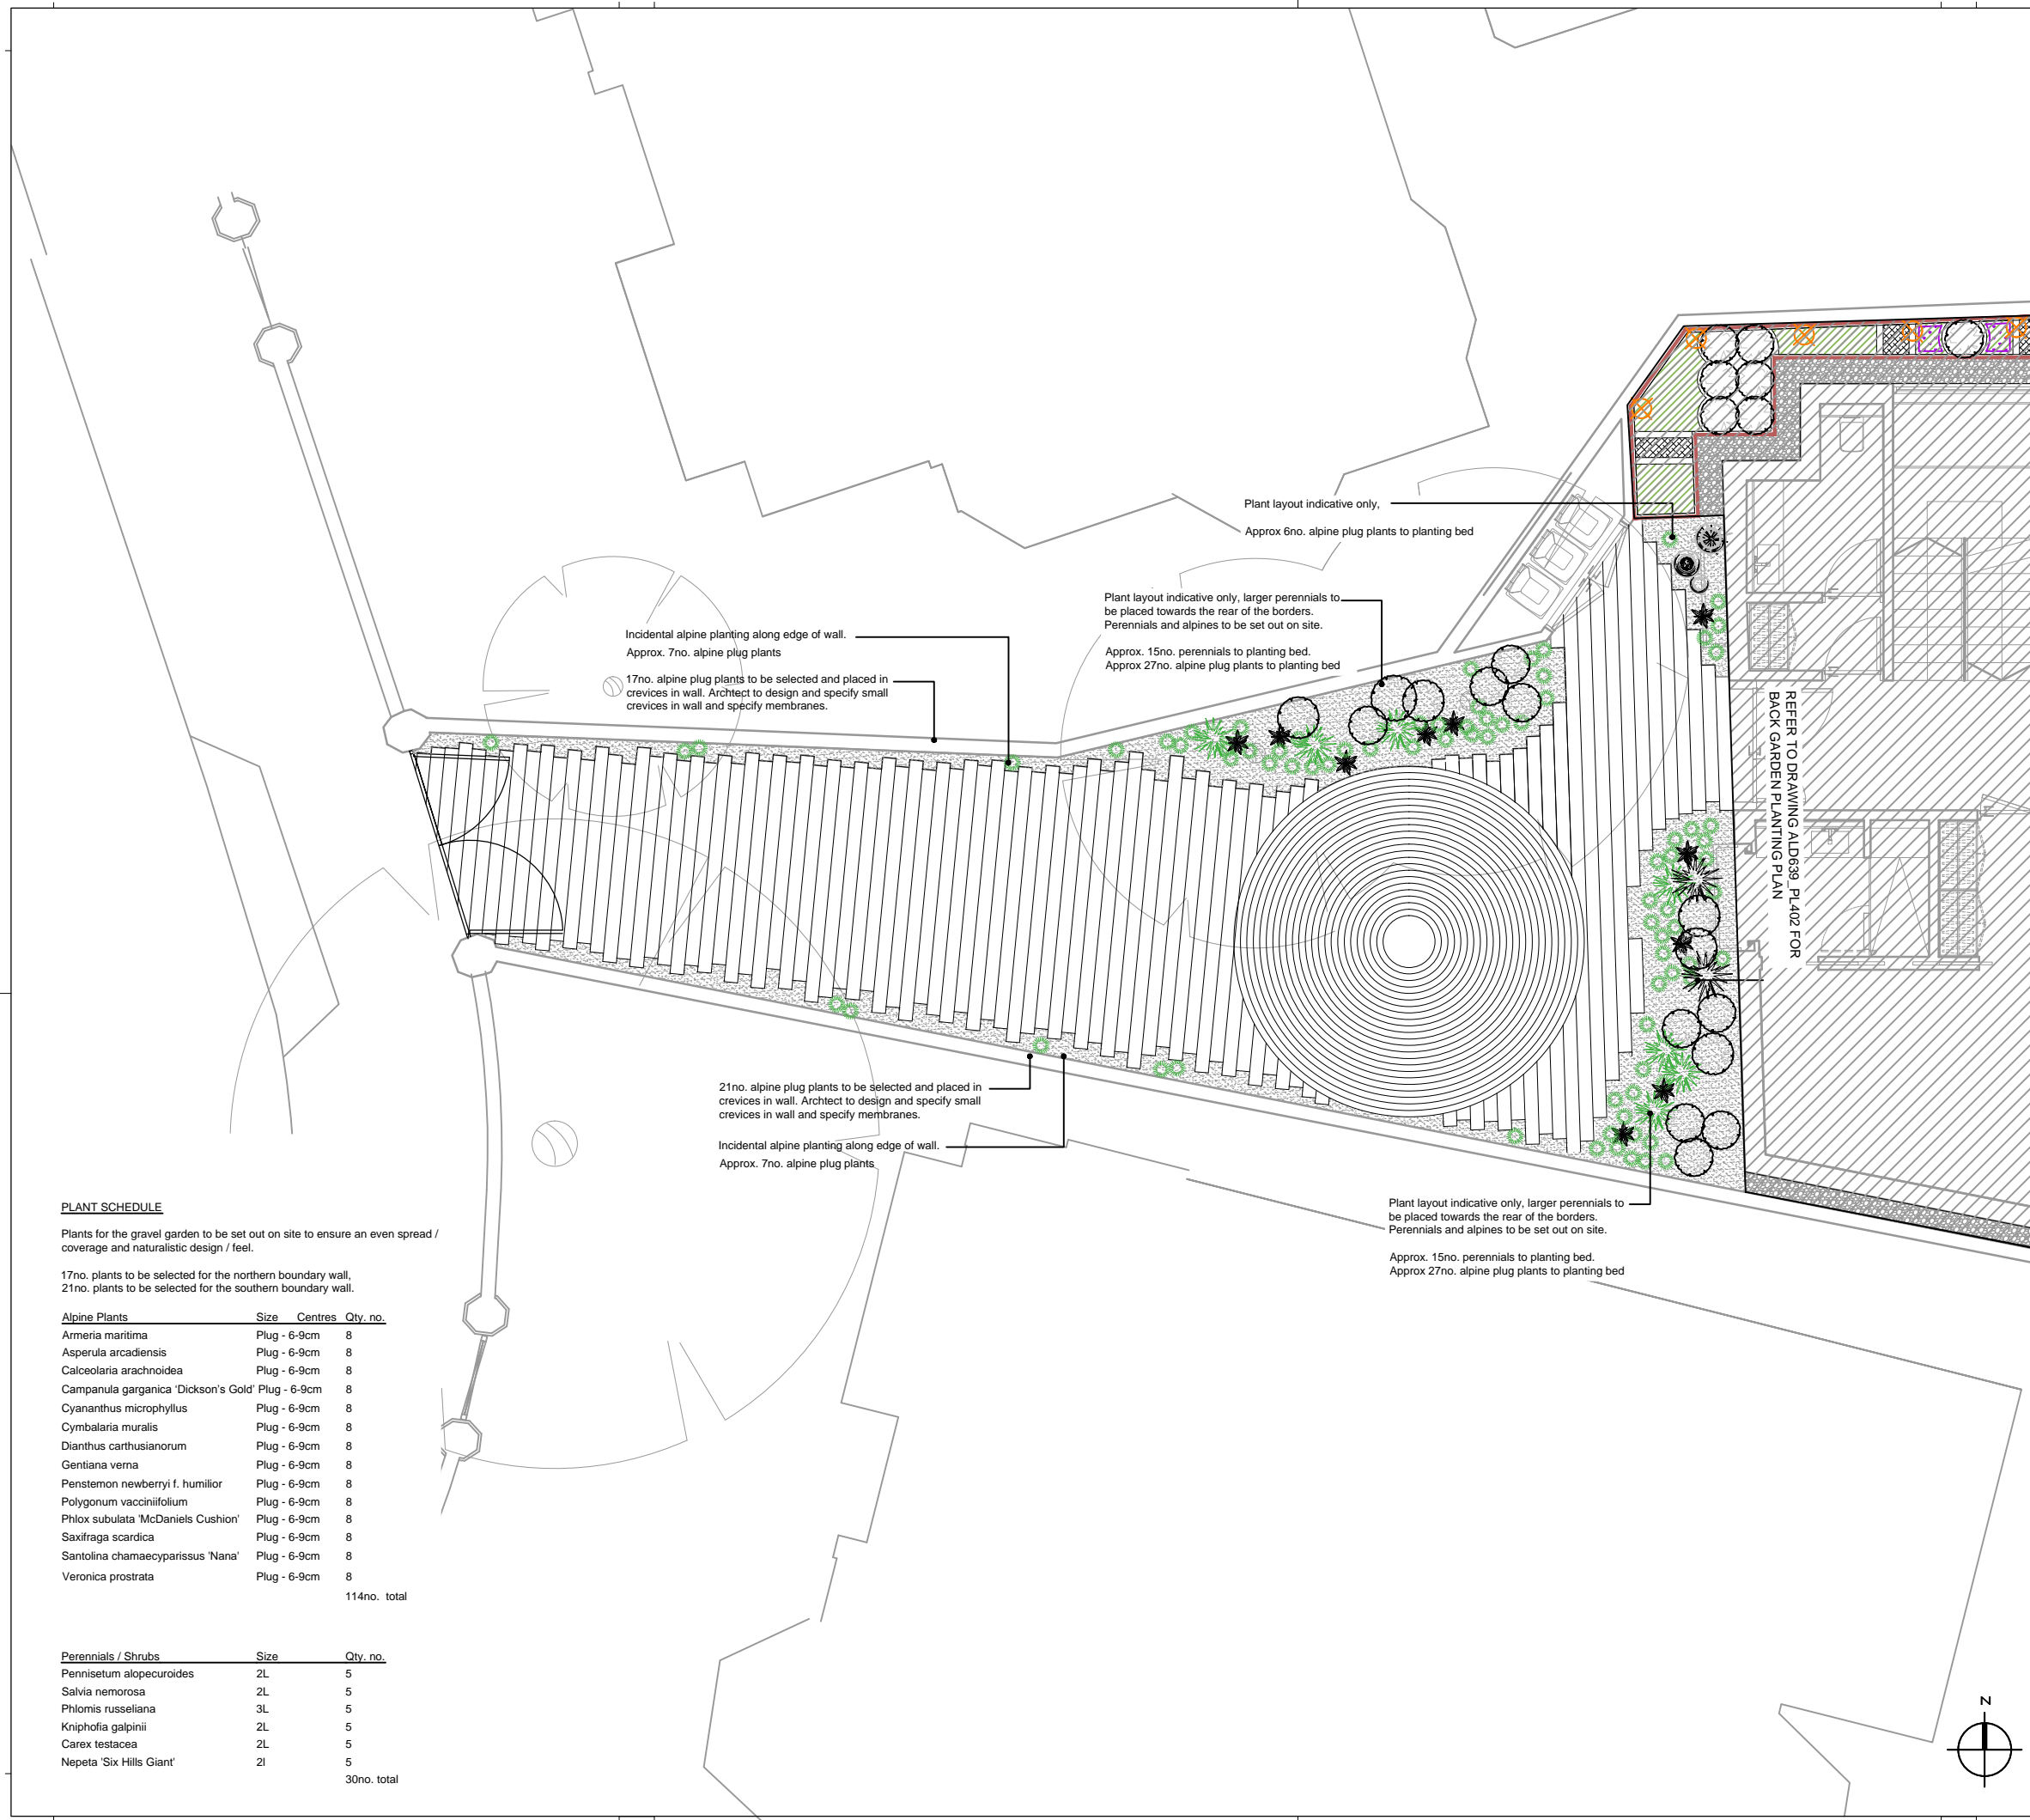 Plant layout indicative only,
Approx 6no. alpine plug plants to planting bed
Plant layout indicative only, larger perennials to
be placed towards the rear of the borders.
Perennials and alpines to be set out on site.
Approx. 15no. perennials to planting bed.
Approx 27no. alpine plug plants to planting bed
Incidental alpine planting along edge of wall.
Approx. 7no. alpine plug plants
17no. alpine plug plants to be selected and placed in
crevices in wall. Archtect to design and specify small
crevices in wall and specify membranes.
REFER TO DRAWING ALD639_PL402 FOR
BACK GARDEN PLANTING PLAN
21no. alpine plug plants to be selected and placed in
crevices in wall. Archtect to design and specify small
crevices in wall and specify membranes.
Incidental alpine planting along edge of wall.
Approx. 7no. alpine plug plants
Plant layout indicative only, larger perennials to
be placed towards the rear of the borders.
Perennials and alpines to be set out on site.
Approx. 15no. perennials to planting bed.
Approx 27no. alpine plug plants to planting bed
PLANT SCHEDULE
Plants for the gravel garden to be set out on site to ensure an even spread /
coverage and naturalistic design / feel.
17no. plants to be selected for the northern boundary wall,
21no. plants to be selected for the southern boundary wall.
Alpine Plants Size Centres Qty. no.
Armeria maritima Plug - 6-9cm 8
Asperula arcadiensis Plug - 6-9cm 8
Calceolaria arachnoidea Plug - 6-9cm 8
Campanula garganica 'Dickson's Gold' Plug - 6-9cm 8
Cyananthus microphyllus Plug - 6-9cm 8
Cymbalaria muralis Plug - 6-9cm 8
Dianthus carthusianorum Plug - 6-9cm 8
Gentiana verna Plug - 6-9cm 8
Penstemon newberryi f. humilior Plug - 6-9cm 8
Polygonum vacciniifolium Plug - 6-9cm 8
Phlox subulata 'McDaniels Cushion' Plug - 6-9cm 8
Saxifraga scardica Plug - 6-9cm 8
Santolina chamaecyparissus 'Nana' Plug - 6-9cm 8
Veronica prostrata Plug - 6-9cm 8
114no. total
Perennials / Shrubs Size Qty. no.
Pennisetum alopecuroides 2L 5
Salvia nemorosa 2L 5
Phlomis russeliana 3L 5
Kniphofia galpinii 2L 5
Carex testacea 2L 5
Nepeta 'Six Hills Giant' 2l 5
30no. total
N